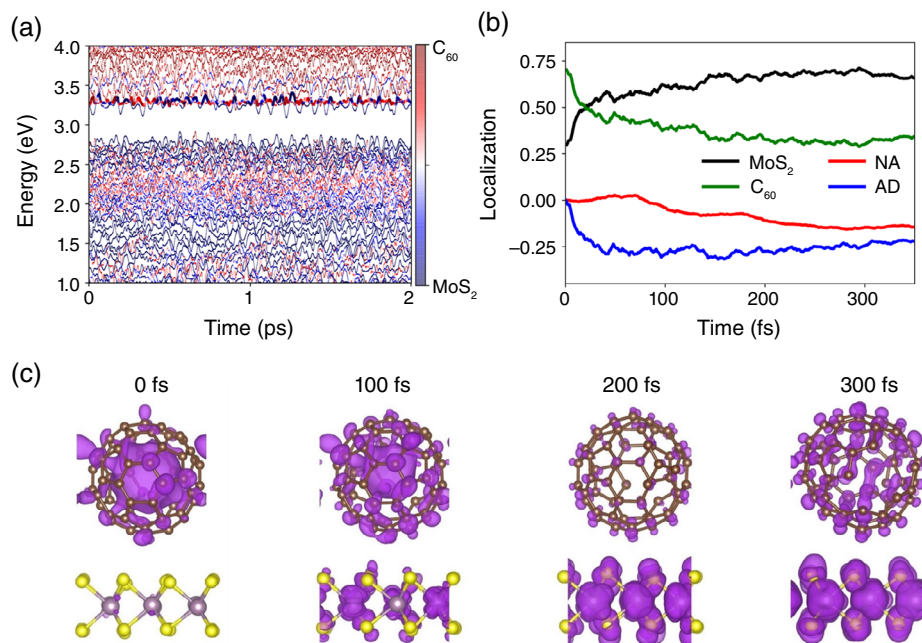 (a)
C60
4.0
3.5
3.0
2.5
2.0
1.5
1.0
Energy (eV)
MoS2
0
1
2
Time (ps)
(b)
0.75
0.50
0.25
0.00
−0.25
Localization
MoS2
NA
C60
AD
0
100
200
300
Time (fs)
(c)
0 fs
100 fs
200 fs
300 fs